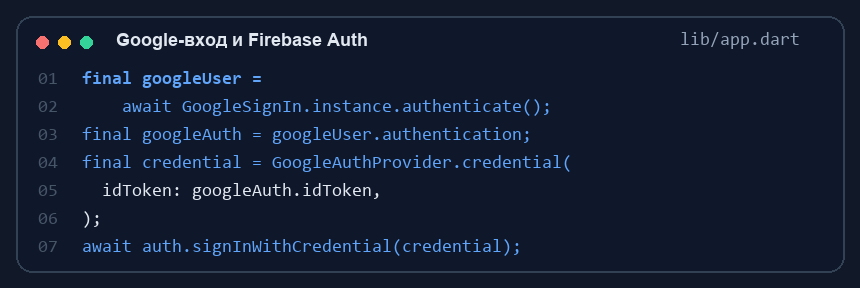 Google-вход и Firebase Auth
lib/app.dart
01 final googleUser =
02     await GoogleSignIn.instance.authenticate();
03 final googleAuth = googleUser.authentication;
04 final credential = GoogleAuthProvider.credential(
05   idToken: googleAuth.idToken,
06 );
07 await auth.signInWithCredential(credential);